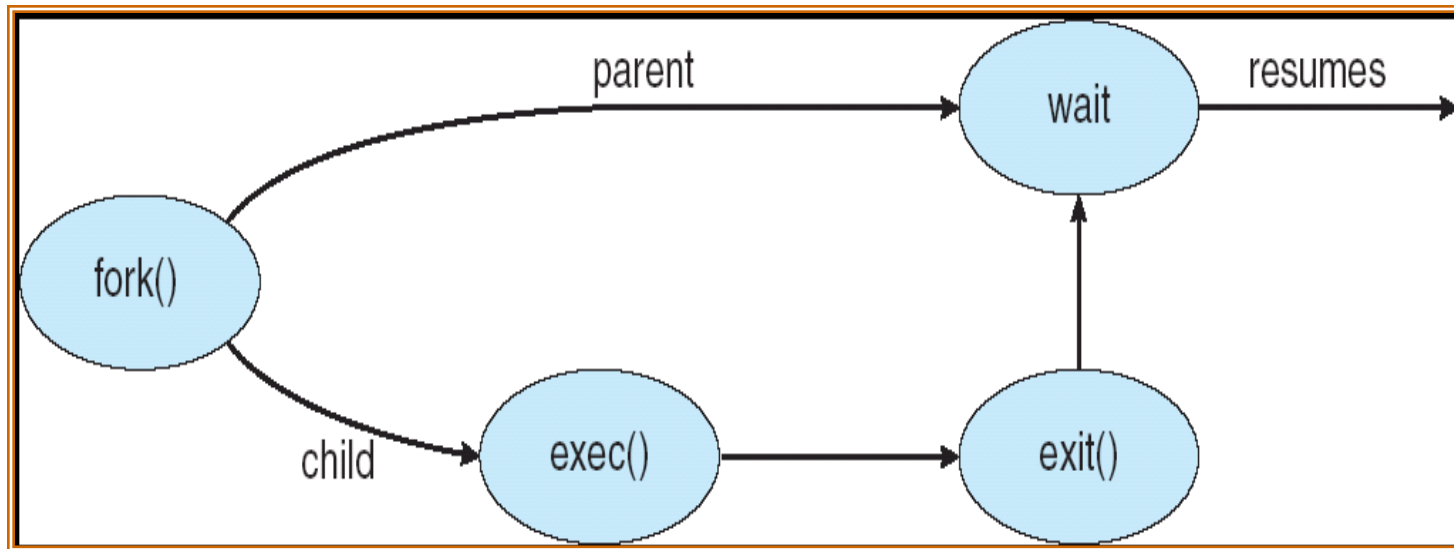 parent
wait
resumes
fork()
child
exec()
exit()